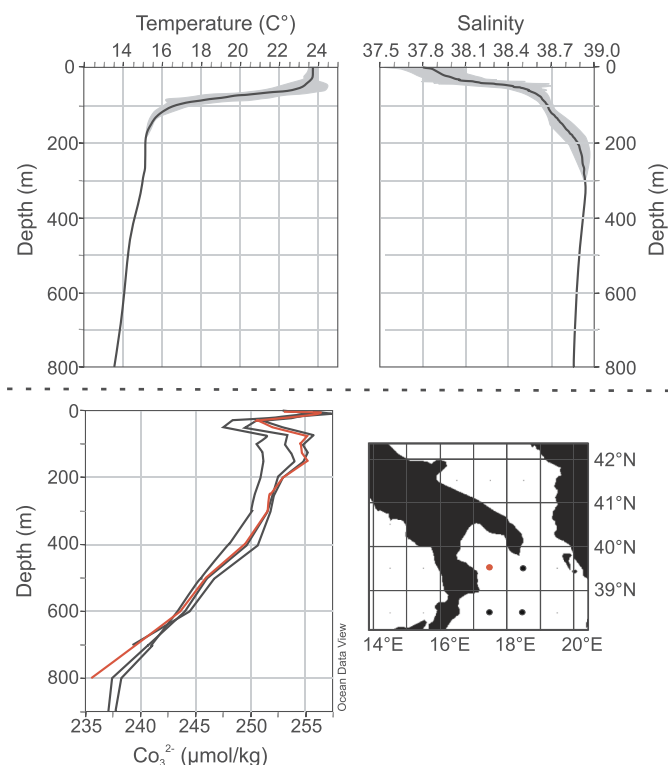 Temperature (C°)
14 16 18 20 22 24
0
200
400
600
800
Depth (m)
Salinity
37.5 37.8 38.1 38.4 38.7 39.0
0
200
400
600
800
Depth (m)
0
200
400
600
800
Depth (m)
235 240 245 250 255
Co₃²⁻ (µmol/kg)
Ocean Data View
42°N
41°N
40°N
39°N
14°E 16°E 18°E 20°E